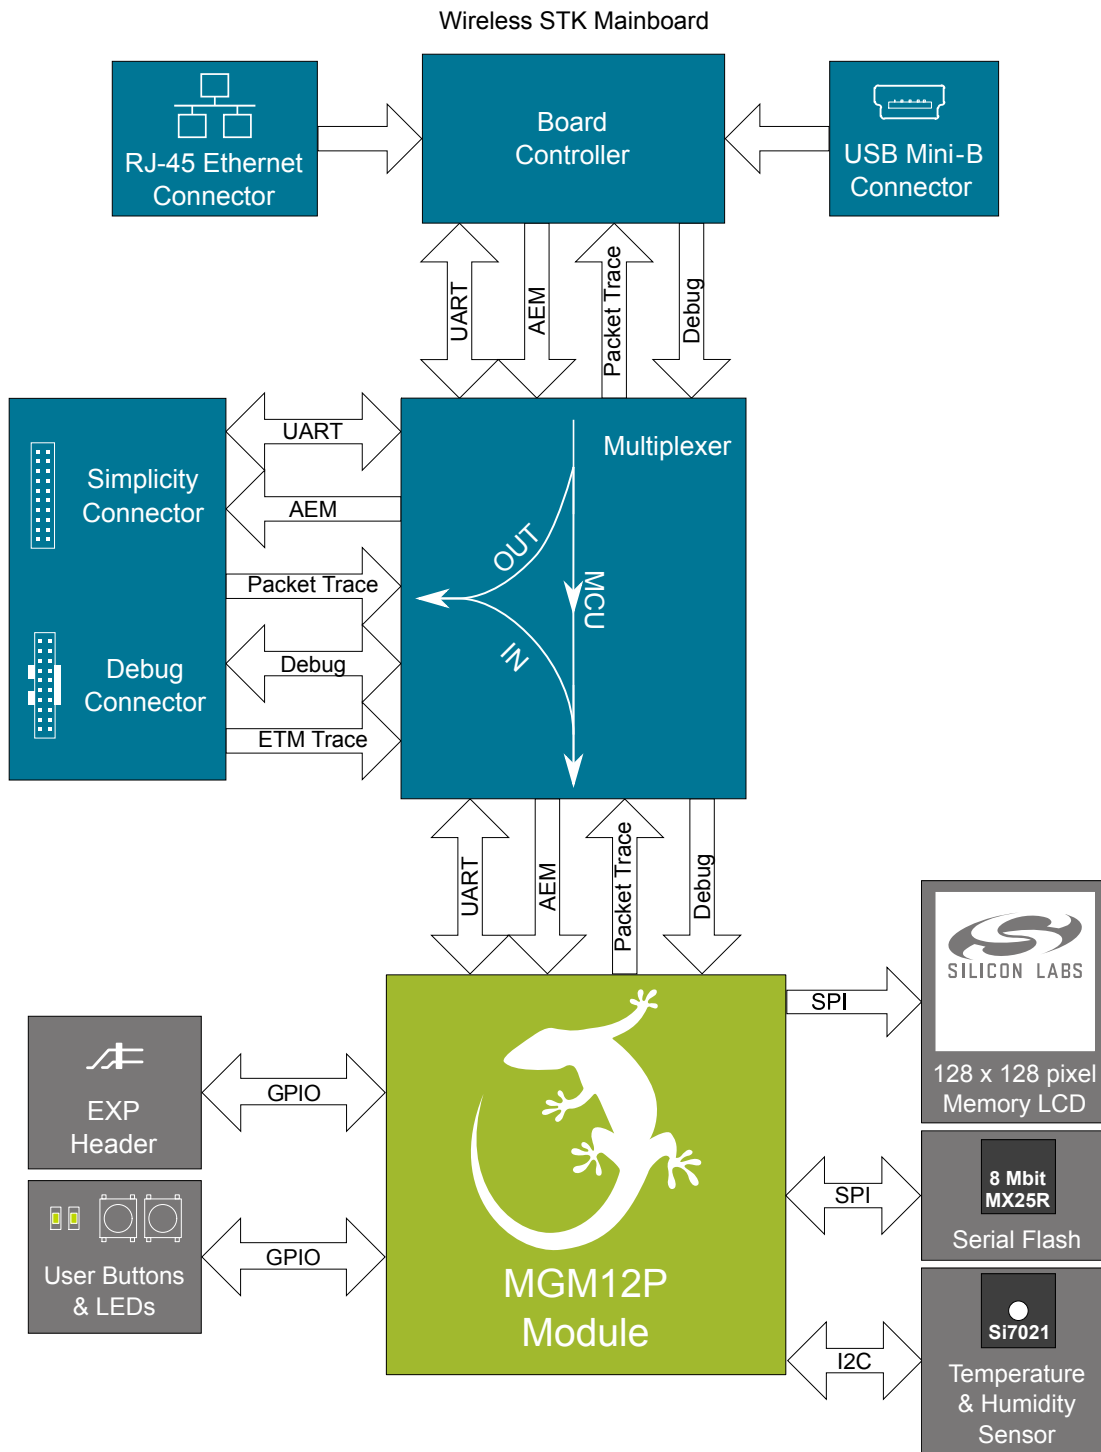 Wireless STK Mainboard
RJ-45 Ethernet
Connector
Board
Controller
USB Mini-B
Connector
UART
AEM
Packet Trace
Debug
Simplicity
Connector
Debug
Connector
UART
AEM
Packet Trace
Debug
ETM Trace
Multiplexer
OUT
MCU
IN
UART
AEM
Packet Trace
Debug
EXP
Header
GPIO
User Buttons
& LEDs
GPIO
MGM12P
Module
SPI
SILICON LABS
128 x 128 pixel
Memory LCD
SPI
8 Mbit
MX25R
Serial Flash
I2C
Si7021
Temperature
& Humidity
Sensor